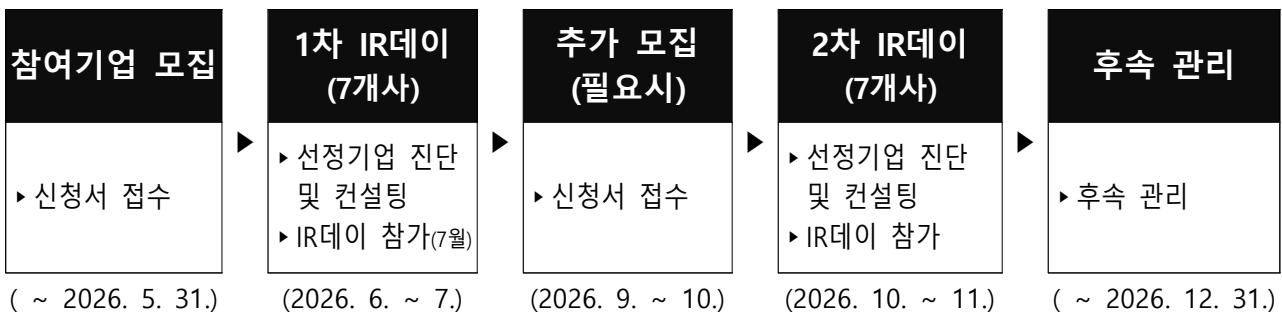 참여기업 모집
▸ 신청서 접수
( ~ 2026. 5. 31.)
▶
1차 IR데이
(7개사)
▸ 선정기업 진단
및 컨설팅
▸ IR데이 참가(7월)
(2026. 6. ~ 7.)
▶
추가 모집
(필요시)
▸ 신청서 접수
(2026. 9. ~ 10.)
▶
2차 IR데이
(7개사)
▸ 선정기업 진단
및 컨설팅
▸ IR데이 참가
(2026. 10. ~ 11.)
▶
후속 관리
▸ 후속 관리
( ~ 2026. 12. 31.)